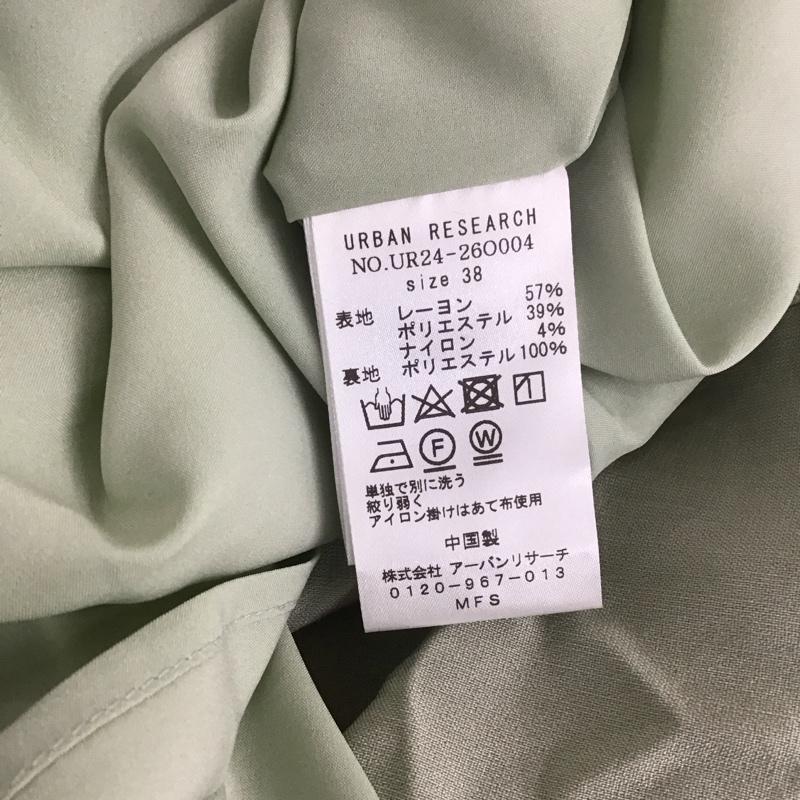 URBAN RESEARCH
NO.UR24-26O004
size 38
表地 レーヨン 57%
ポリエステル 39%
ナイロン 4%
裏地 ポリエステル 100%
F W
単独で別に洗う
絞り弱く
アイロン掛けはあて布使用
中国製
株式会社 アーバンリサーチ
0120-967-013
MFS